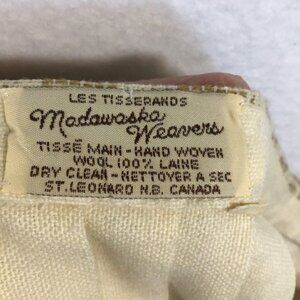 LES TISSERANDS
Madawaska
Weavers
TISSÉ MAIN - HAND WOVEN
WOOL 100% LAINE
DRY CLEAN - NETTOYER A SEC
ST. LEONARD N.B. CANADA